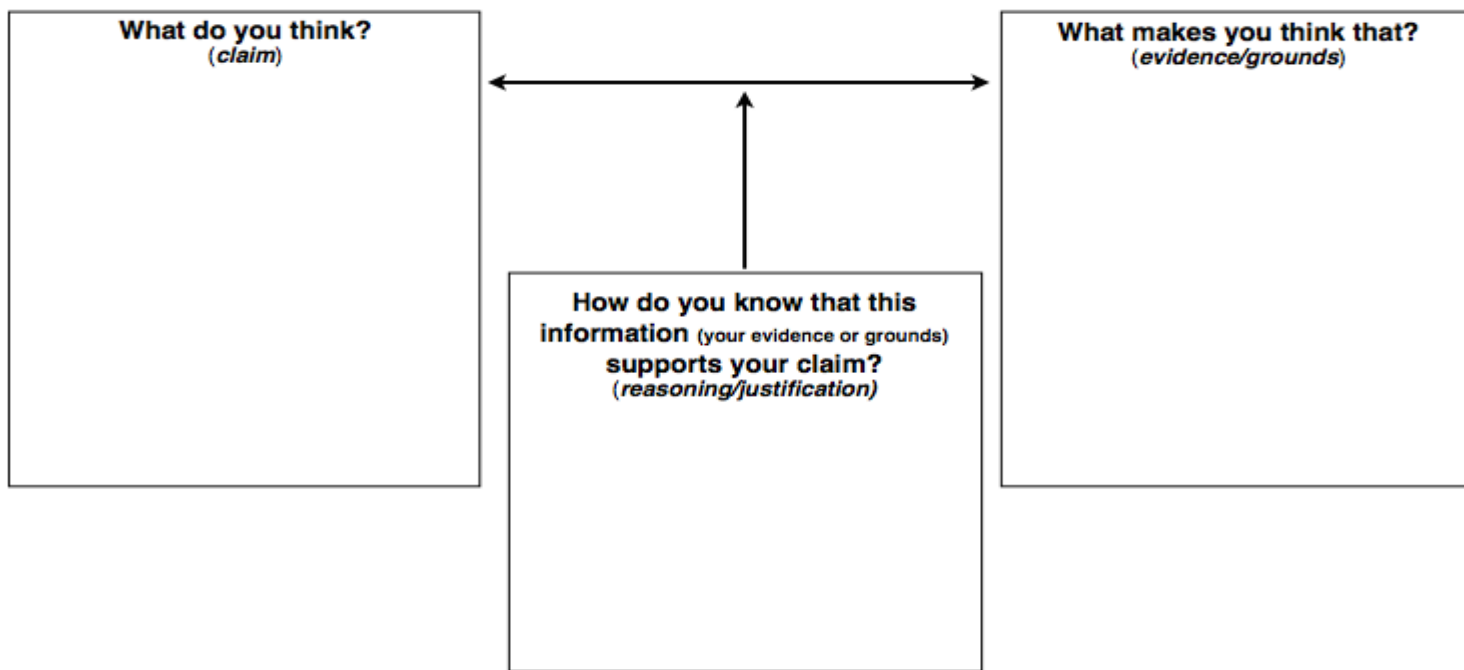 What do you think?
(claim)
What makes you think that?
(evidence/grounds)
How do you know that this
information (your evidence or grounds)
supports your claim?
(reasoning/justification)